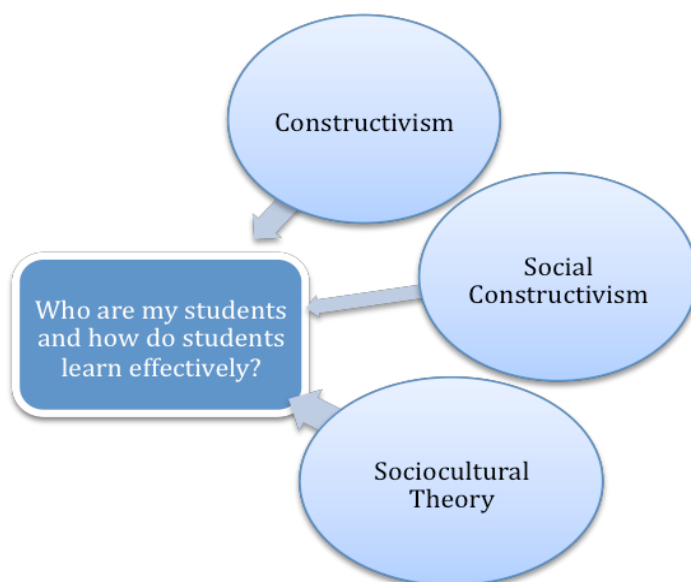 Constructivism
Social
Constructivism
Who are my students
and how do students
learn effectively?
Sociocultural
Theory